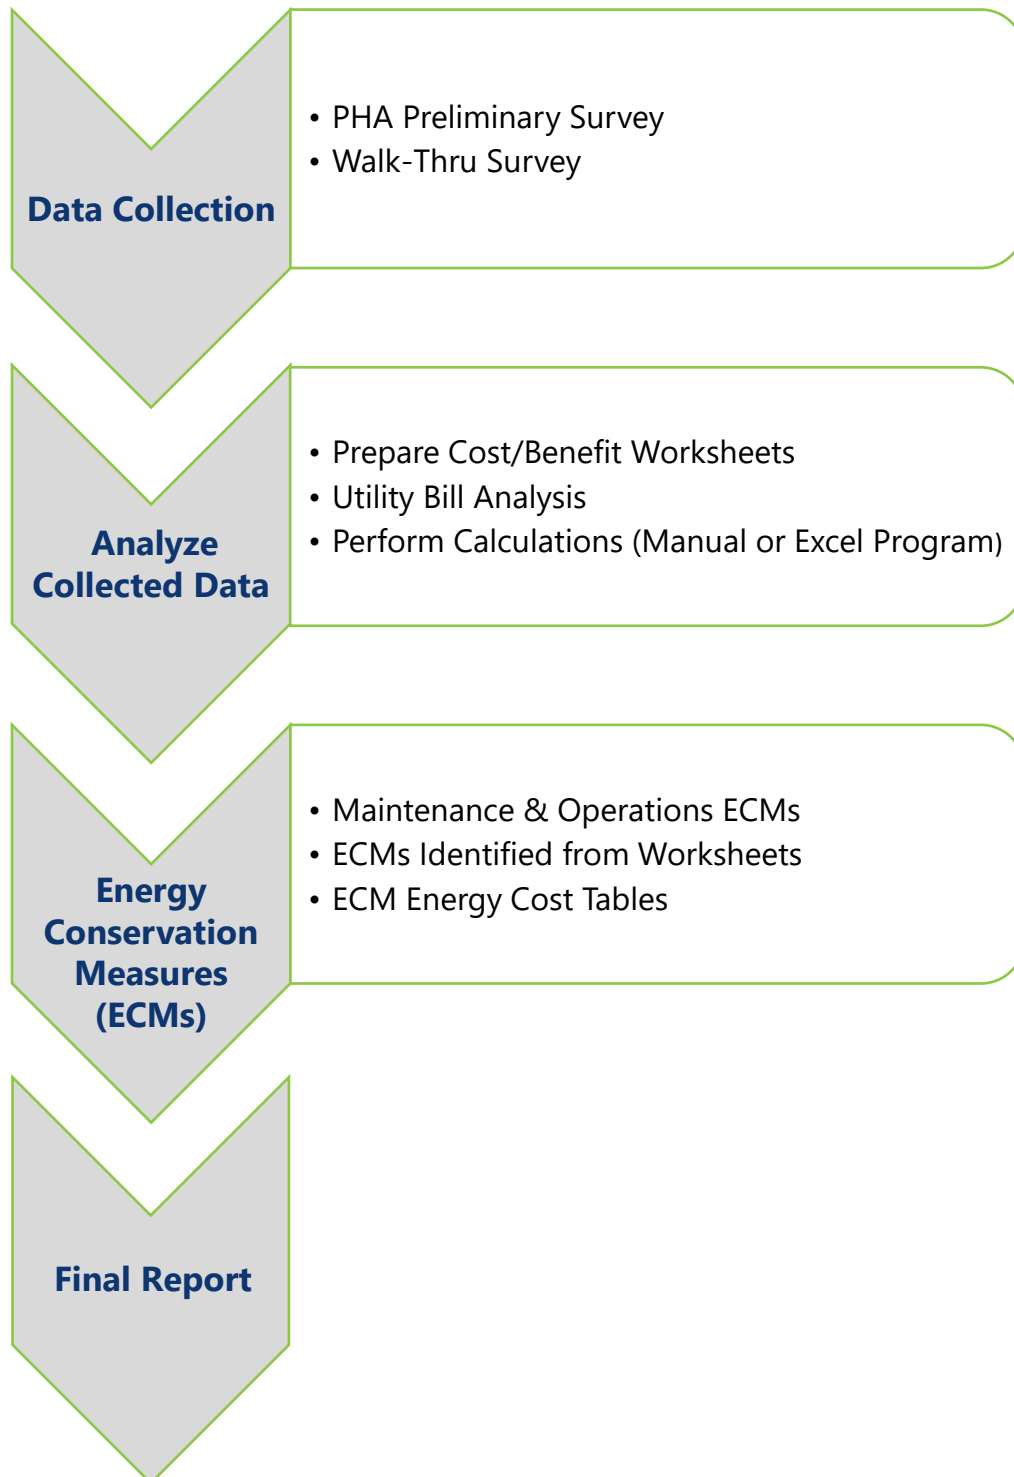 Data Collection
• PHA Preliminary Survey
• Walk-Thru Survey
Analyze
Collected Data
• Prepare Cost/Benefit Worksheets
• Utility Bill Analysis
• Perform Calculations (Manual or Excel Program)
Energy
Conservation
Measures
(ECMs)
• Maintenance & Operations ECMs
• ECMs Identified from Worksheets
• ECM Energy Cost Tables
Final Report